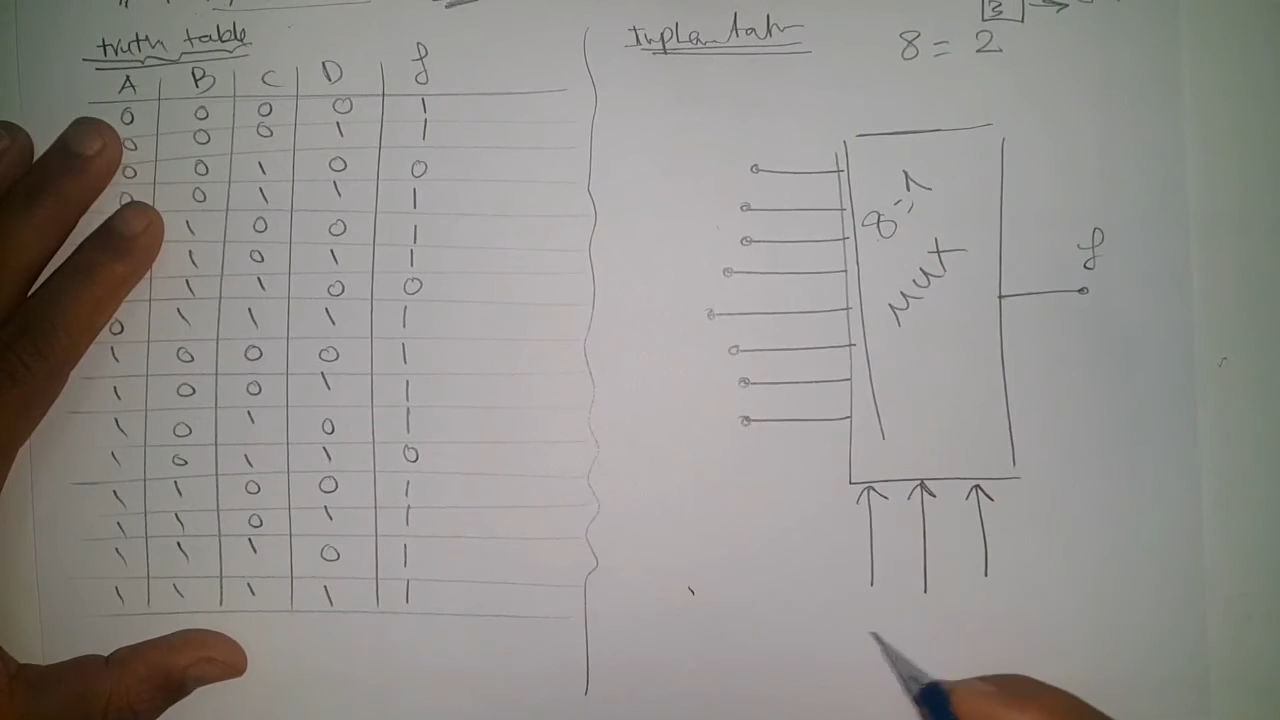 3
truth table
Inplentatn
8 = 2
A B C D f
0 0 0 0 1
0 0 0 1 1
0 0 1 0 0
0 0 1 1 1
1 0 0 1
1 0 1 1
1 1 0 0
0 1 1 1 1
1 0 0 0 1
1 0 0 1 1
1 0 1 0 1
1 0 1 1 0
1 1 0 0 1
1 1 0 1 1
1 1 1 0 1
1 1 1 1 1
8:1
mux
f